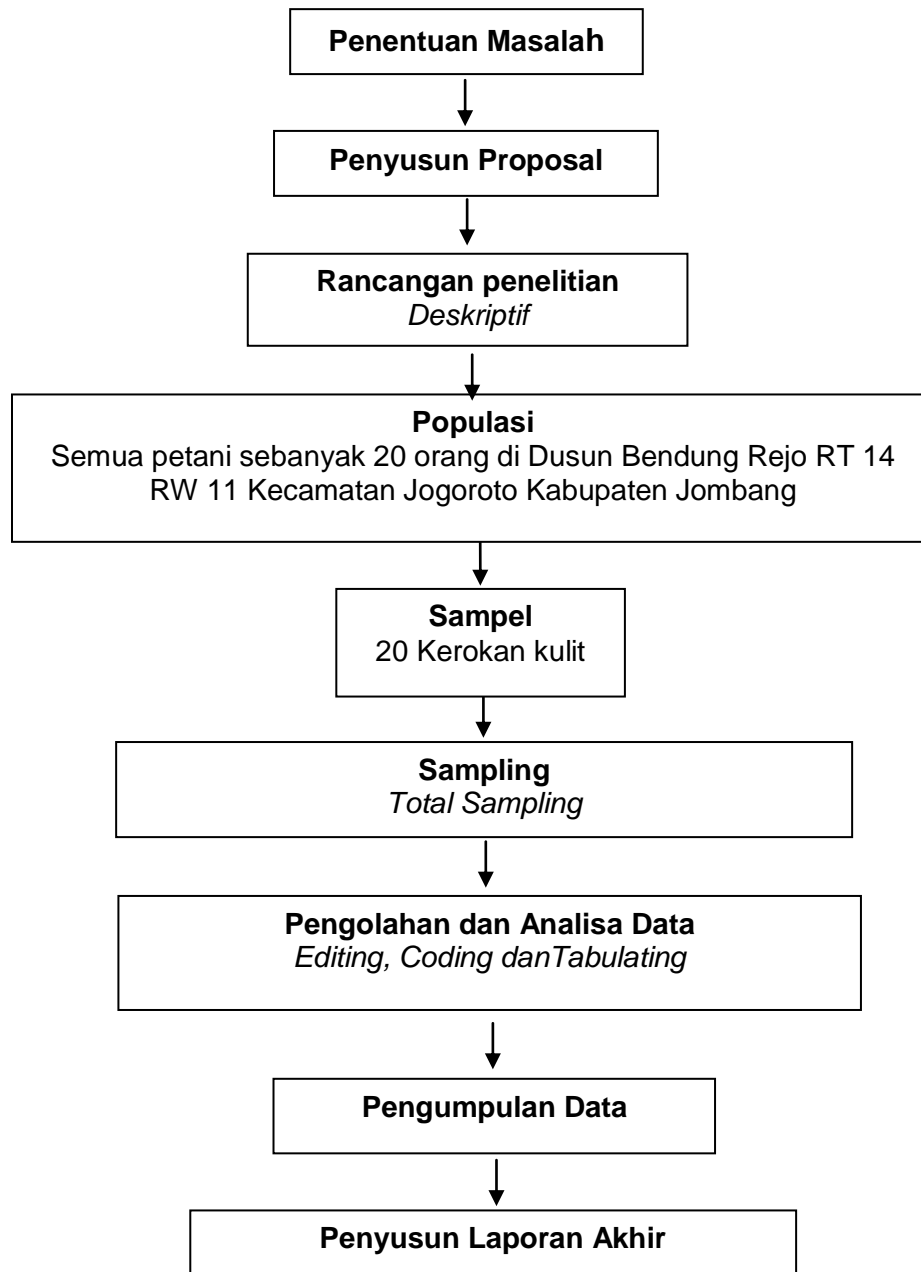 Penentuan Masalah
Penyusun Proposal
Rancangan penelitian
Deskriptif
Populasi
Semua petani sebanyak 20 orang di Dusun Bendung Rejo RT 14
RW 11 Kecamatan Jogoroto Kabupaten Jombang
Sampel
20 Kerokan kulit
Sampling
Total Sampling
Pengolahan dan Analisa Data
Editing, Coding danTabulating
Pengumpulan Data
Penyusun Laporan Akhir